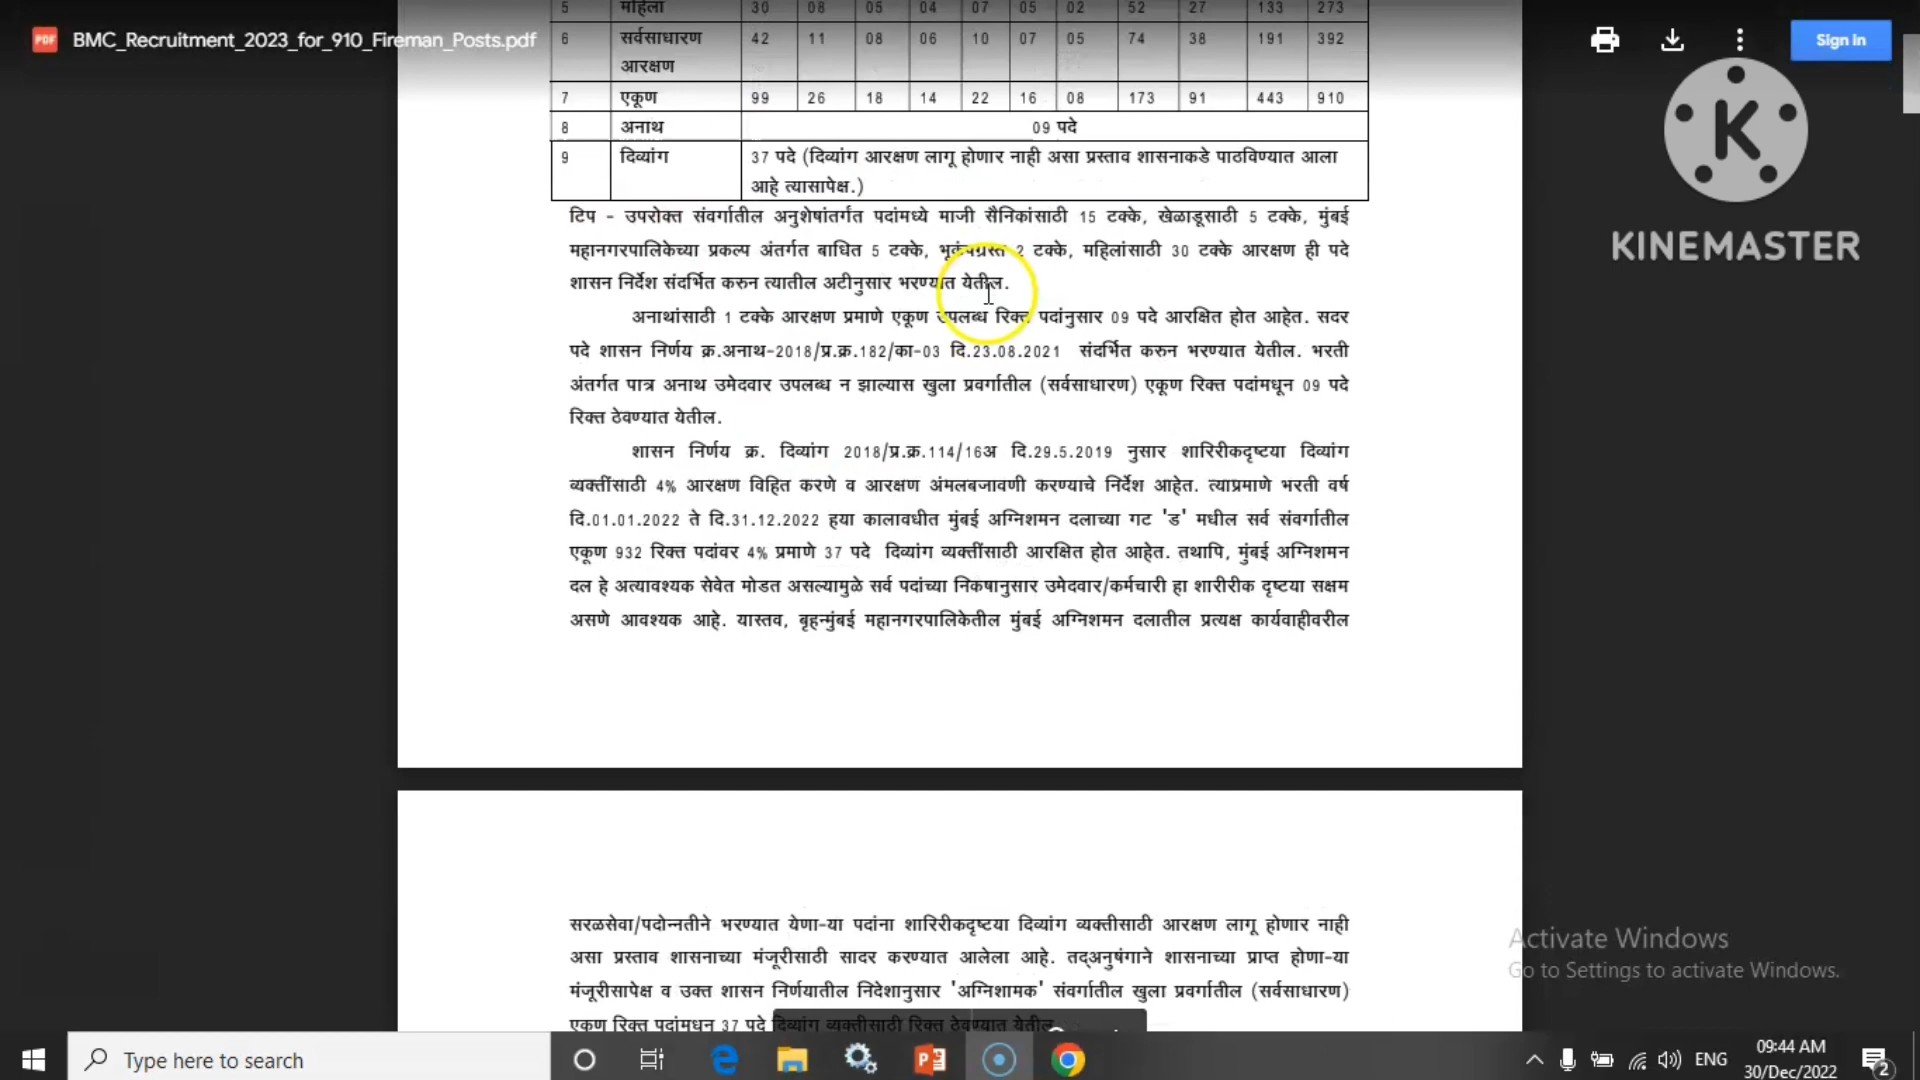 BMC_Recruitment_2023_for_910_Fireman_Posts.pdf
Sign in
5 महिला 30 08 05 04 07 05 02 52 27 133 273
6 सर्वसाधारण 42 11 08 06 10 07 05 74 38 191 392
आरक्षण
7 एकूण 99 26 18 14 22 16 08 173 91 443 910
8 अनाथ 09 पदे
9 दिव्यांग 37 पदे (दिव्यांग आरक्षण लागू होणार नाही असा प्रस्ताव शासनाकडे पाठविण्यात आला
आहे त्यासापेक्ष.)
टिप - उपरोक्त संवर्गातील अनुशेषांतर्गत पदांमध्ये माजी सैनिकांसाठी 15 टक्के, खेळाडूसाठी 5 टक्के, मुंबई
महानगरपालिकेच्या प्रकल्प अंतर्गत बाधित 5 टक्के, भूकंपग्रस्त 2 टक्के, महिलांसाठी 30 टक्के आरक्षण ही पदे
शासन निर्देश संदर्भित करुन त्यातील अटीनुसार भरण्यात येतील.
अनाथांसाठी 1 टक्के आरक्षण प्रमाणे एकूण उपलब्ध रिक्त पदांनुसार 09 पदे आरक्षित होत आहेत. सदर
पदे शासन निर्णय क्र.अनाथ-2018/प्र.क्र.182/का-03 दि.23.08.2021 संदर्भित करुन भरण्यात येतील. भरती
अंतर्गत पात्र अनाथ उमेदवार उपलब्ध न झाल्यास खुला प्रवर्गातील (सर्वसाधारण) एकूण रिक्त पदांमधून 09 पदे
रिक्त ठेवण्यात येतील.
शासन निर्णय क्र. दिव्यांग 2018/प्र.क्र.114/16अ दि.29.5.2019 नुसार शारिरीकदृष्टया दिव्यांग
व्यक्तींसाठी 4% आरक्षण विहित करणे व आरक्षण अंमलबजावणी करण्याचे निर्देश आहेत. त्याप्रमाणे भरती वर्ष
दि.01.01.2022 ते दि.31.12.2022 हया कालावधीत मुंबई अग्निशमन दलाच्या गट 'ड' मधील सर्व संवर्गातील
एकूण 932 रिक्त पदांवर 4% प्रमाणे 37 पदे दिव्यांग व्यक्तींसाठी आरक्षित होत आहेत. तथापि, मुंबई अग्निशमन
दल हे अत्यावश्यक सेवेत मोडत असल्यामुळे सर्व पदांच्या निकषानुसार उमेदवार/कर्मचारी हा शारीरीक दृष्टया सक्षम
असणे आवश्यक आहे. यास्तव, बृहन्मुंबई महानगरपालिकेतील मुंबई अग्निशमन दलातील प्रत्यक्ष कार्यवाहीवरील
सरळसेवा/पदोन्नतीने भरण्यात येणा-या पदांना शारिरीकदृष्टया दिव्यांग व्यक्तीसाठी आरक्षण लागू होणार नाही
असा प्रस्ताव शासनाच्या मंजूरीसाठी सादर करण्यात आलेला आहे. तद्अनुषंगाने शासनाच्या प्राप्त होणा-या
मंजूरीसापेक्ष व उक्त शासन निर्णयातील निदेशानुसार 'अग्निशामक' संवर्गातील खुला प्रवर्गातील (सर्वसाधारण)
एकूण रिक्त पदांमधून 37 पदे दिव्यांग व्यक्तीसाठी रिक्त ठेवण्यात येतील
K
KINEMASTER
Activate Windows
Go to Settings to activate Windows.
Type here to search
ENG
09:44 AM
30/Dec/2022
2